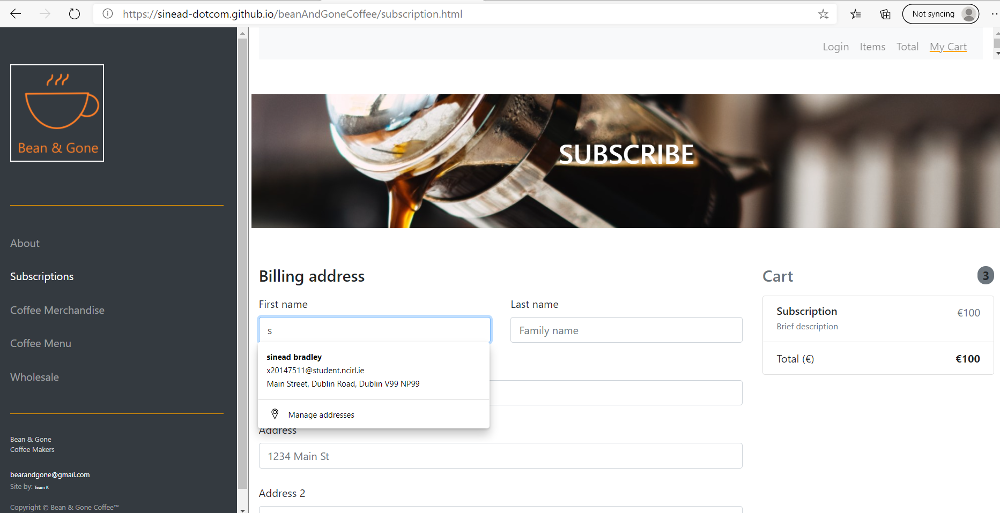 https://sinead-dotcom.github.io/beanAndGoneCoffee/subscription.html
Not syncing
Bean & Gone
About
Subscriptions
Coffee Merchandise
Coffee Menu
Wholesale
Bean & Gone
Coffee Makers
bearandgone@gmail.com
Site by: Team K
Copyright © Bean & Gone Coffee™
Login Items Total My Cart
SUBSCRIBE
Billing address
First name
s
Last name
Family name
sinead bradley
x20147511@student.ncirl.ie
Main Street, Dublin Road, Dublin V99 NP99
Manage addresses
Address
1234 Main St
Address 2
Cart 3
Subscription €100
Brief description
Total (€) €100